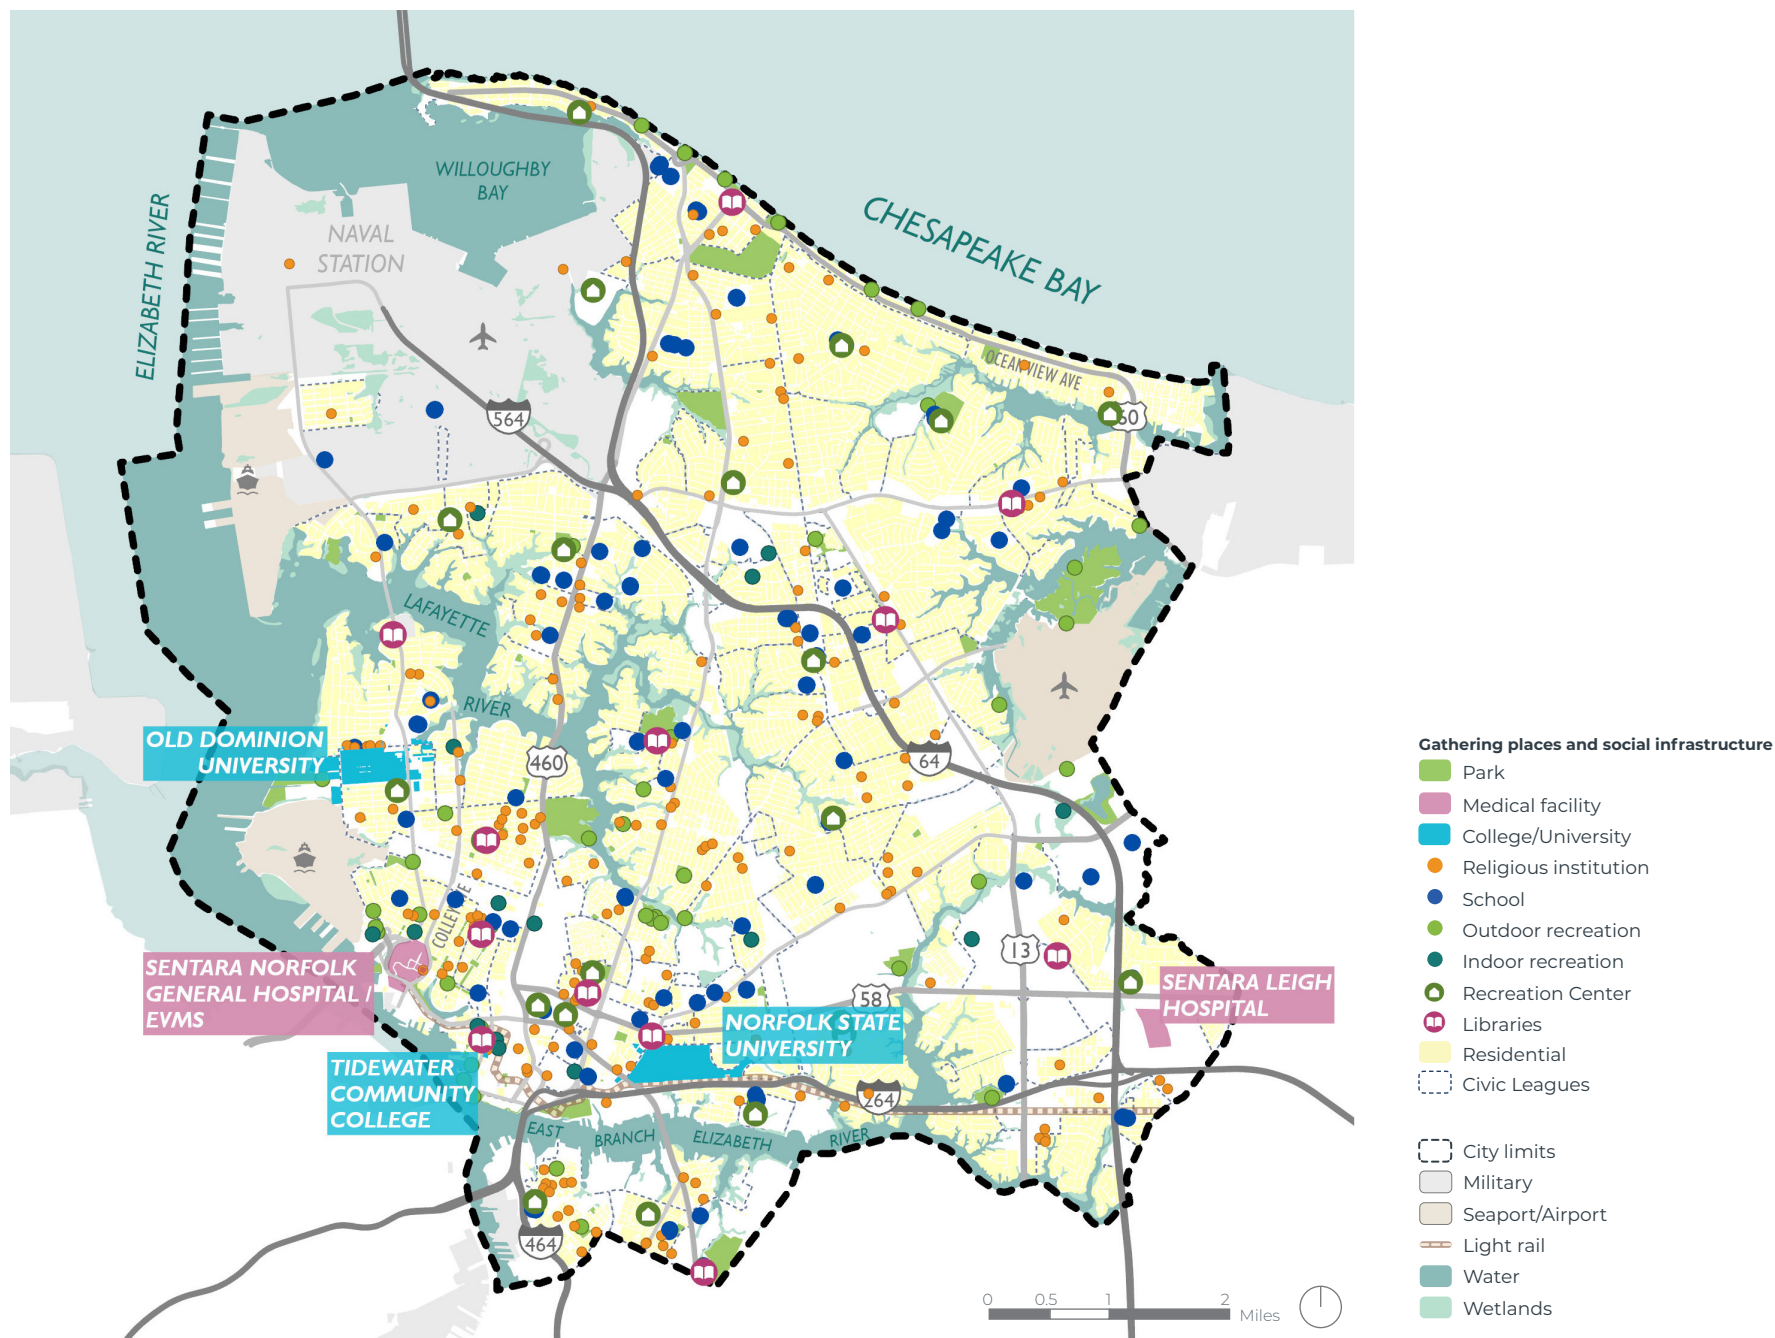 WILLOUGHBY
BAY
NAVAL
STATION
ELIZABETH RIVER
CHESAPEAKE BAY
OCEAN VIEW AVE
564
60
LAFAYETTE
RIVER
OLD DOMINION
UNIVERSITY
460
64
COLLEY AVE
13
58
SENTARA NORFOLK
GENERAL HOSPITAL /
EVMS
SENTARA LEIGH
HOSPITAL
NORFOLK STATE
UNIVERSITY
TIDEWATER
COMMUNITY
COLLEGE
264
EAST BRANCH ELIZABETH RIVER
464
0 0.5 1 2 Miles
Gathering places and social infrastructure
Park
Medical facility
College/University
Religious institution
School
Outdoor recreation
Indoor recreation
Recreation Center
Libraries
Residential
Civic Leagues
City limits
Military
Seaport/Airport
Light rail
Water
Wetlands